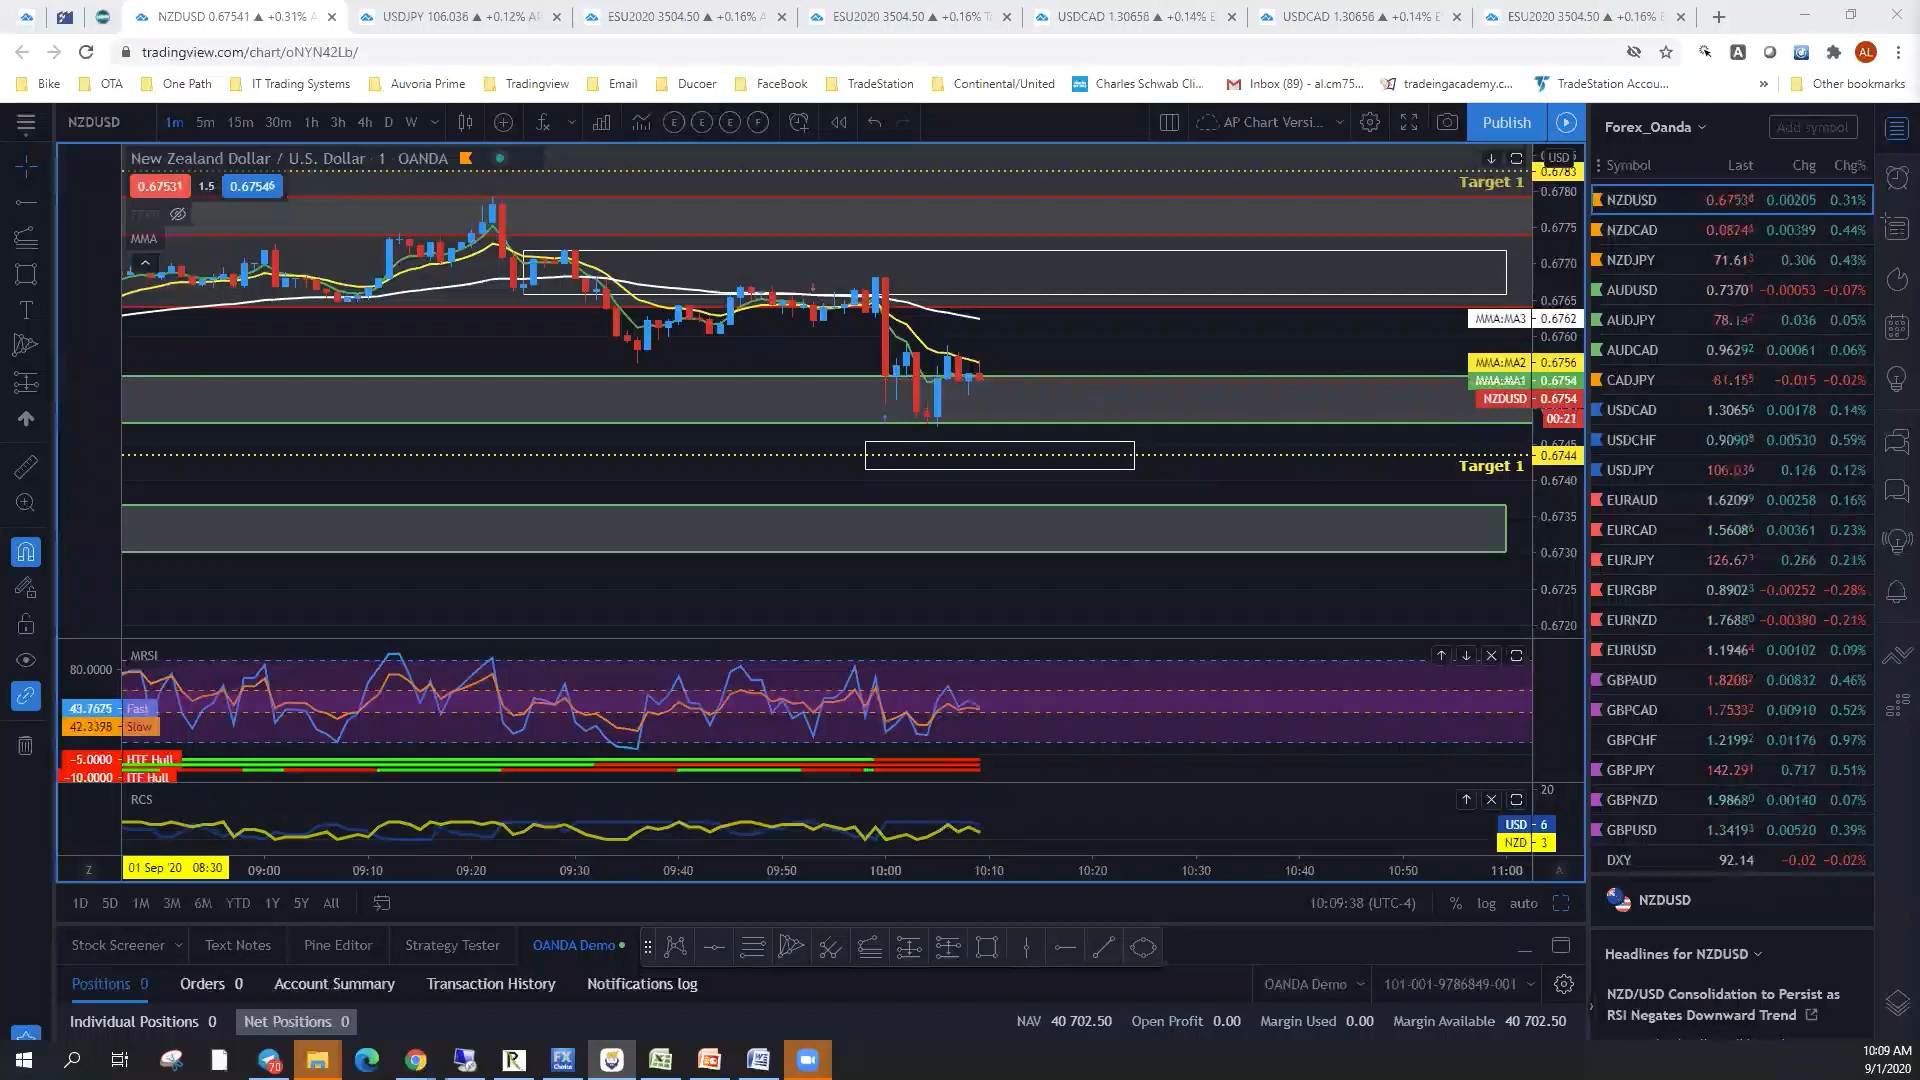 NZDUSD 0.67541 ▲ +0.31% A
USDJPY 106.036 ▲ +0.12% A
ESU2020 3504.50 ▲ +0.16% A
ESU2020 3504.50 ▲ +0.16% T
USDCAD 1.30656 ▲ +0.14% E
USDCAD 1.30656 ▲ +0.14% E
ESU2020 3504.50 ▲ +0.16% E
tradingview.com/chart/oNYN42Lb/
AL
Bike OTA One Path IT Trading Systems Auvoria Prime Tradingview Email Ducoer FaceBook TradeStation Continental/United Charles Schwab Cli... Inbox (89) - al.cm75... tradeingacademy.c... TradeStation Accou... » Other bookmarks
NZDUSD 1m 5m 15m 30m 1h 3h 4h D W E E E F AP Chart Versi... Publish
Forex_Oanda Add symbol
New Zealand Dollar / U.S. Dollar · 1 · OANDA
0.67531 1.5 0.67546
MMA
USD
0.6783
Target 1
0.6780
0.6775
0.6770
0.6765
MMA:MA3 0.6762
0.6760
MMA:MA2 0.6756
MMA:MA1 0.6754
NZDUSD 0.6754
00:21
0.6745
0.6744
Target 1
0.6740
0.6735
0.6730
0.6725
0.6720
MRSI
80.0000
43.7675 Fast
42.3398 Slow
-5.0000 HTF Hull
-10.0000 ITF Hull
RCS
20
USD 6
NZD 3
Z 01 Sep '20 08:30 09:00 09:10 09:20 09:30 09:40 09:50 10:00 10:10 10:20 10:30 10:40 10:50 11:00 A
1D 5D 1M 3M 6M YTD 1Y 5Y All 10:09:38 (UTC-4) % log auto
Stock Screener Text Notes Pine Editor Strategy Tester OANDA Demo
Positions 0 Orders 0 Account Summary Transaction History Notifications log OANDA Demo 101-001-9786849-001
Individual Positions 0 Net Positions 0 NAV 40 702.50 Open Profit 0.00 Margin Used 0.00 Margin Available 40 702.50
Symbol Last Chg Chg%
NZDUSD 0.67538 0.00205 0.31%
NZDCAD 0.00389 0.44%
NZDJPY 71.61 0.306 0.43%
AUDUSD 0.73701 -0.00053 -0.07%
AUDJPY 0.036 0.05%
AUDCAD 0.96292 0.00061 0.06%
CADJPY -0.015 -0.02%
USDCAD 1.30656 0.00178 0.14%
USDCHF 0.90908 0.00530 0.59%
USDJPY 106.036 0.126 0.12%
EURAUD 1.62099 0.00258 0.16%
EURCAD 1.56086 0.00361 0.23%
EURJPY 126.673 0.266 0.21%
EURGBP 0.89023 -0.00252 -0.28%
EURNZD 1.76880 -0.00380 -0.21%
EURUSD 1.19464 0.00102 0.09%
GBPAUD 0.00832 0.46%
GBPCAD 1.75332 0.00910 0.52%
GBPCHF 1.21992 0.01176 0.97%
GBPJPY 142.291 0.717 0.51%
GBPNZD 1.98680 0.00140 0.07%
GBPUSD 1.34193 0.00520 0.39%
DXY 92.14 -0.02 -0.02%
NZDUSD
Headlines for NZDUSD
NZD/USD Consolidation to Persist as
RSI Negates Downward Trend
70
FX
Choice
10:09 AM
9/1/2020